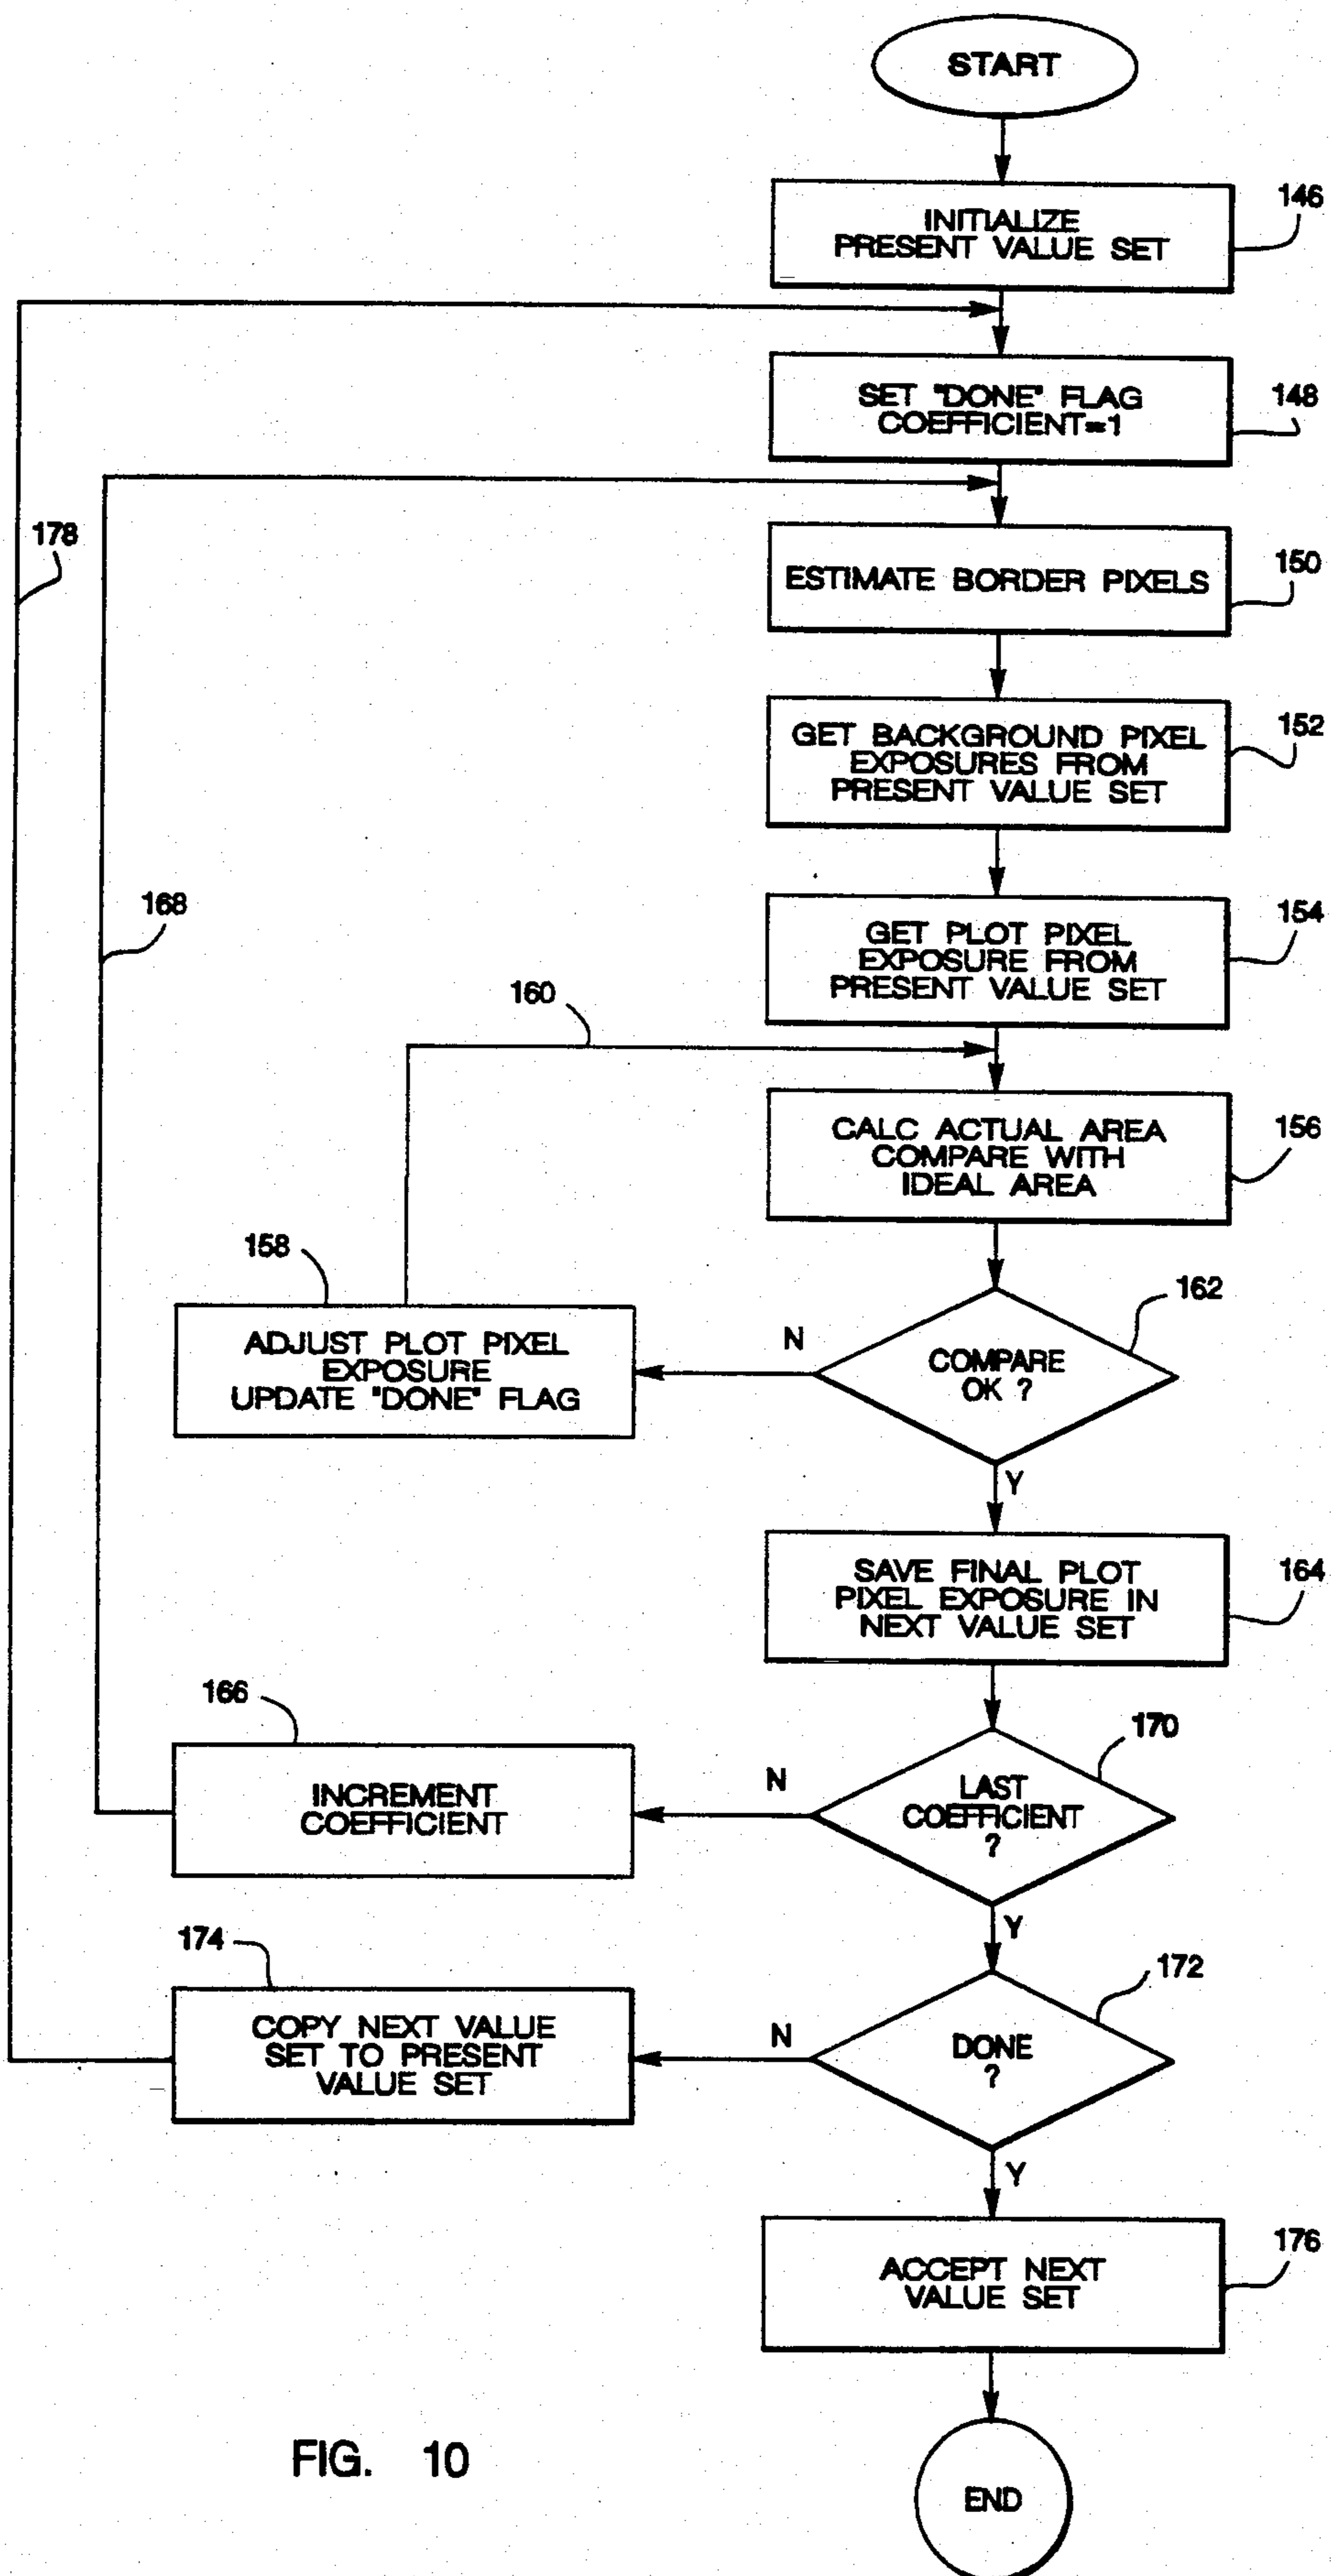 START
INITIALIZE
PRESENT VALUE SET
146
SET "DONE" FLAG
COEFFICIENT=1
148
178
ESTIMATE BORDER PIXELS
150
GET BACKGROUND PIXEL
EXPOSURES FROM
PRESENT VALUE SET
152
168
GET PLOT PIXEL
EXPOSURE FROM
PRESENT VALUE SET
154
160
CALC ACTUAL AREA
COMPARE WITH
IDEAL AREA
156
158
ADJUST PLOT PIXEL
EXPOSURE
UPDATE "DONE" FLAG
N
COMPARE
OK ?
162
Y
SAVE FINAL PLOT
PIXEL EXPOSURE IN
NEXT VALUE SET
164
166
INCREMENT
COEFFICIENT
N
LAST
COEFFICIENT
?
170
Y
174
COPY NEXT VALUE
SET TO PRESENT
VALUE SET
N
DONE
?
172
Y
ACCEPT NEXT
VALUE SET
176
FIG. 10
END